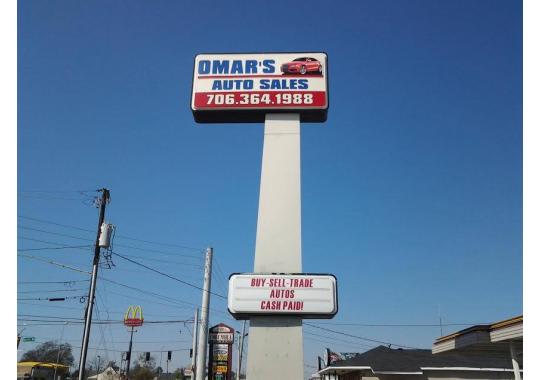 OMAR'S
AUTO SALES
706.364.1988
BUY-SELL-TRADE
AUTOS
CASH PAID!